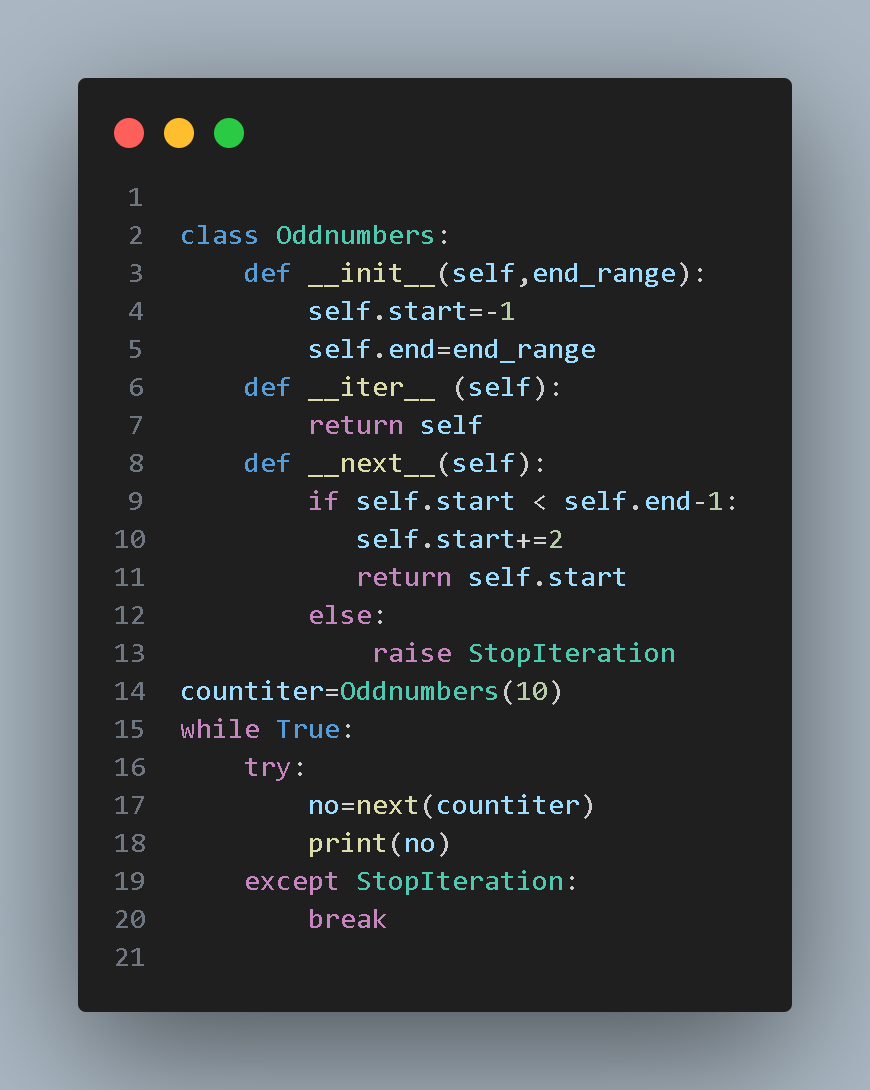 1
2 class Oddnumbers:
3     def __init__(self,end_range):
4         self.start=-1
5         self.end=end_range
6     def __iter__ (self):
7         return self
8     def __next__(self):
9         if self.start < self.end-1:
10            self.start+=2
11            return self.start
12        else:
13            raise StopIteration
14 countiter=Oddnumbers(10)
15 while True:
16     try:
17         no=next(countiter)
18         print(no)
19     except StopIteration:
20         break
21